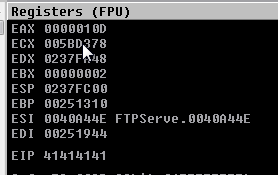 Registers (FPU)
EAX 0000010D
ECX 005BD378
EDX 0237FA48
EBX 00000002
ESP 0237FC00
EBP 00251310
ESI 0040A44E FTPServe.0040A44E
EDI 00251944
EIP 41414141